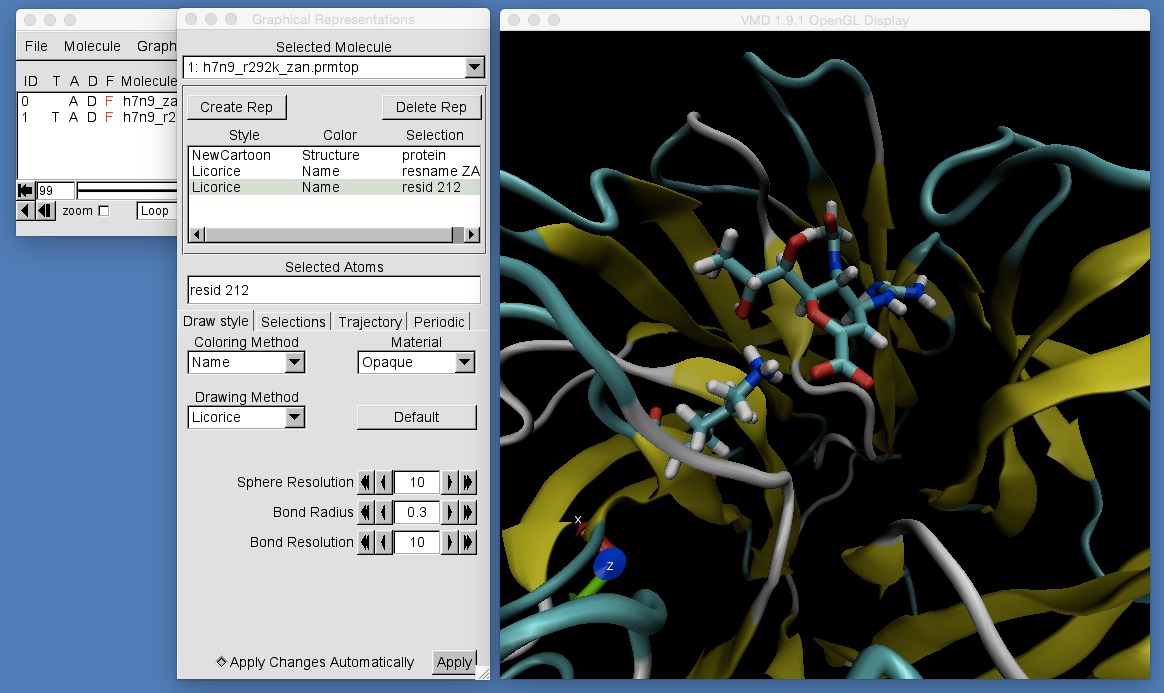 File Molecule Graph
ID T A D F Molecule
0 A D F h7n9_za
1 T A D F h7n9_r2
99
zoom Loop
Graphical Representations
Selected Molecule
1: h7n9_r292k_zan.prmtop
Create Rep Delete Rep
Style Color Selection
NewCartoon Structure protein
Licorice Name resname ZA
Licorice Name resid 212
Selected Atoms
resid 212
Draw style Selections Trajectory Periodic
Coloring Method Material
Name Opaque
Drawing Method
Licorice Default
Sphere Resolution 10
Bond Radius 0.3
Bond Resolution 10
Apply Changes Automatically Apply
VMD 1.9.1 OpenGL Display
X
Z